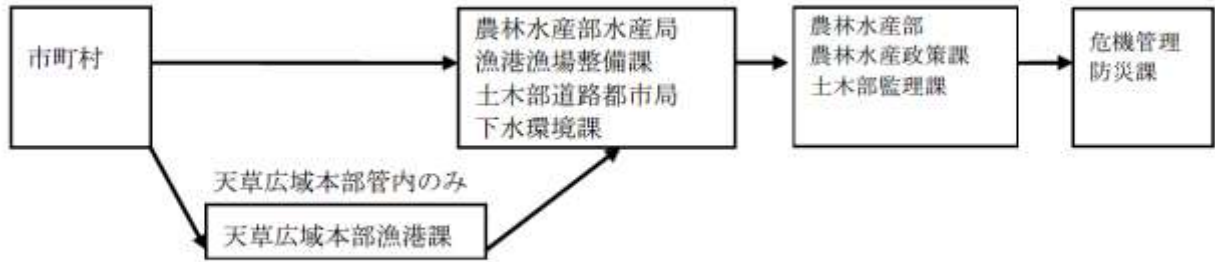 市町村
農林水産部水産局
漁港漁場整備課
土木部道路都市局
下水環境課
農林水産部
農林水産政策課
土木部監理課
危機管理
防災課
天草広域本部管内のみ
天草広域本部漁港課